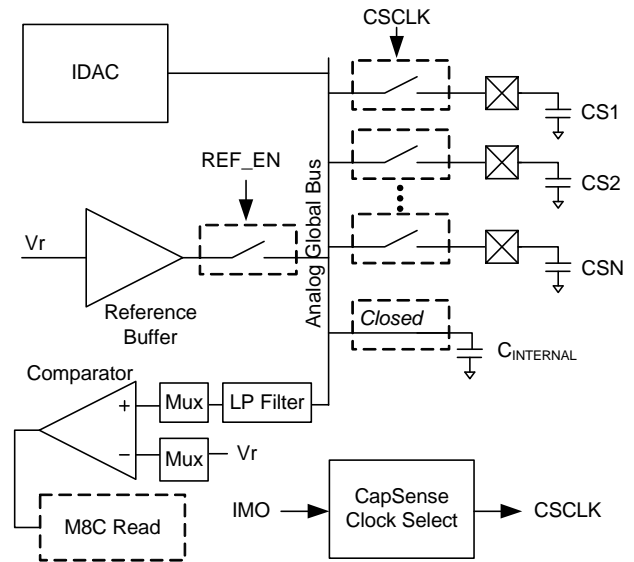 CSCLK
IDAC
CS1
REF_EN
CS2
Vr
Analog Global Bus
CSN
Reference
Buffer
Closed
CINTERNAL
Comparator
+
Mux
LP Filter
−
Mux
Vr
M8C Read
IMO
CapSense
Clock Select
CSCLK